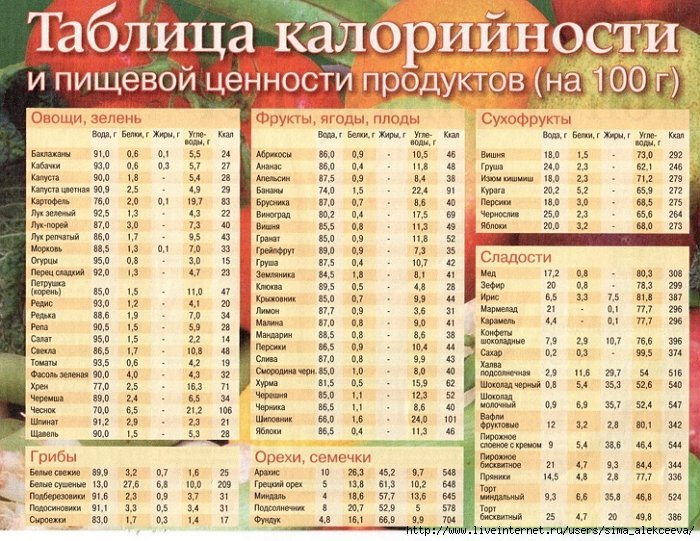 Таблица калорийности
и пищевой ценности продуктов (на 100 г)
Овощи, зелень
Вода, г Белки, г Жиры, г Угле-воды, г Ккал
Баклажаны 91,0 0,6 0,1 5,5 24
Кабачки 93,0 0,6 0,3 5,7 27
Капуста 90,0 1,8 - 5,4 28
Капуста цветная 90,9 2,5 - 4,9 29
Картофель 76,0 2,0 0,1 19,7 83
Лук зеленый 92,5 1,3 - 4,3 22
Лук-порей 87,0 3,0 - 7,3 40
Лук репчатый 86,0 1,7 - 9,5 43
Морковь 88,5 1,3 0,1 7,0 33
Огурцы 95,0 0,8 - 3,0 15
Перец сладкий 92,0 1,3 - 4,7 23
Петрушка
(корень) 85,0 1,5 - 11,0 47
Редис 93,0 1,2 - 4,1 20
Редька 88,6 1,9 - 7,0 34
Репа 90,5 1,5 - 5,9 28
Салат 95,0 1,5 - 2,2 14
Свекла 86,5 1,7 - 10,8 48
Томаты 93,5 0,6 - 4,2 19
Фасоль зеленая 90,0 4,0 - 4,3 32
Хрен 77,0 2,5 - 16,3 71
Черемша 89,0 2,4 - 6,5 34
Чеснок 70,0 6,5 - 21,2 106
Шпинат 91,2 2,9 - 2,3 21
Щавель 90,0 1,5 - 5,3 28
Грибы
Белые свежие 89,9 3,2 0,7 1,6 25
Белые сушеные 13,0 27,6 6,8 10,0 209
Подберезовики 91,6 2,3 0,9 3,7 31
Подосиновики 91,1 3,3 0,5 3,4 31
Сыроежки 83,0 1,7 0,3 1,4 17
Фрукты, ягоды, плоды
Вода, г Белки, г Жиры, г Угле-воды, г Ккал
Абрикосы 86,0 0,9 - 10,5 46
Ананас 86,0 0,4 - 11,8 48
Апельсин 87,5 0,9 - 8,4 38
Бананы 74,0 1,5 - 22,4 91
Брусника 87,0 0,7 - 8,6 40
Виноград 80,2 0,4 - 17,5 69
Вишня 85,5 0,8 - 11,3 49
Гранат 85,0 0,9 - 11,8 52
Грейпфрут 89,0 0,9 - 7,3 35
Груша 87,5 0,4 - 10,7 42
Земляника 84,5 1,8 - 8,1 41
Клюква 89,5 0,5 - 4,8 28
Крыжовник 85,0 0,7 - 9,9 44
Лимон 87,7 0,9 - 3,6 31
Малина 87,0 0,8 - 9,0 41
Мандарин 88,5 0,8 - 8,6 38
Персики 86,5 0,9 - 10,4 44
Слива 87,0 0,8 - 9,9 43
Смородина черн. 85,0 1,0 - 8,0 40
Хурма 81,5 0,5 - 15,9 62
Черешня 85,0 1,1 - 12,3 52
Черника 86,5 1,1 - 8,6 40
Шиповник 66,0 1,6 - 24,0 101
Яблоки 86,5 0,4 - 11,3 46
Орехи, семечки
Арахис 10 26,3 45,2 9,7 548
Грецкий орех 5 13,8 61,3 10,2 648
Миндаль 4 18,6 57,7 13,6 645
Подсолнечник 8 20,7 52,9 5 578
Фундук 4,8 16,1 66,9 9,9 704
Сухофрукты
Вода, г Белки, г Жиры, г Угле-воды, г Ккал
Вишня 18,0 1,5 - 73,0 292
Груша 24,0 2,3 - 62,1 246
Изюм кишмиш 18,0 2,3 - 71,2 279
Курага 20,2 5,2 - 65,9 272
Персики 18,0 3,0 - 68,5 275
Чернослив 25,0 2,3 - 65,6 264
Яблоки 20,0 3,2 - 68,0 273
Сладости
Мед 17,2 0,8 - 80,3 308
Зефир 20 0,8 - 78,3 299
Ирис 6,5 3,3 7,5 81,8 387
Мармелад 21 - 0,1 77,7 296
Карамель 4,4 - 0,1 77,7 296
Конфеты
шоколадные 7,9 2,9 10,7 76,6 396
Сахар 0,2 0,3 - 99,5 374
Халва
подсолнечная 2,9 11,6 29,7 54 516
Шоколад черный 0,8 5,4 35,3 52,6 540
Шоколад
молочный 0,9 6,9 35,7 52,4 547
Вафли
фруктовые 12 3,2 2,8 80,1 342
Пирожное
слоеное с кремом 9 5,4 38,6 46,4 544
Пирожное
бисквитное 21 4,7 9,3 84,4 344
Пряники 14,5 4,8 2,8 77,7 336
Торт
миндальный 9,3 6,6 35,8 46,8 524
Торт
бисквитный 25 4,7 20 49,8 386
http://www.liveinternet.ru/users/sima_alekceeva/